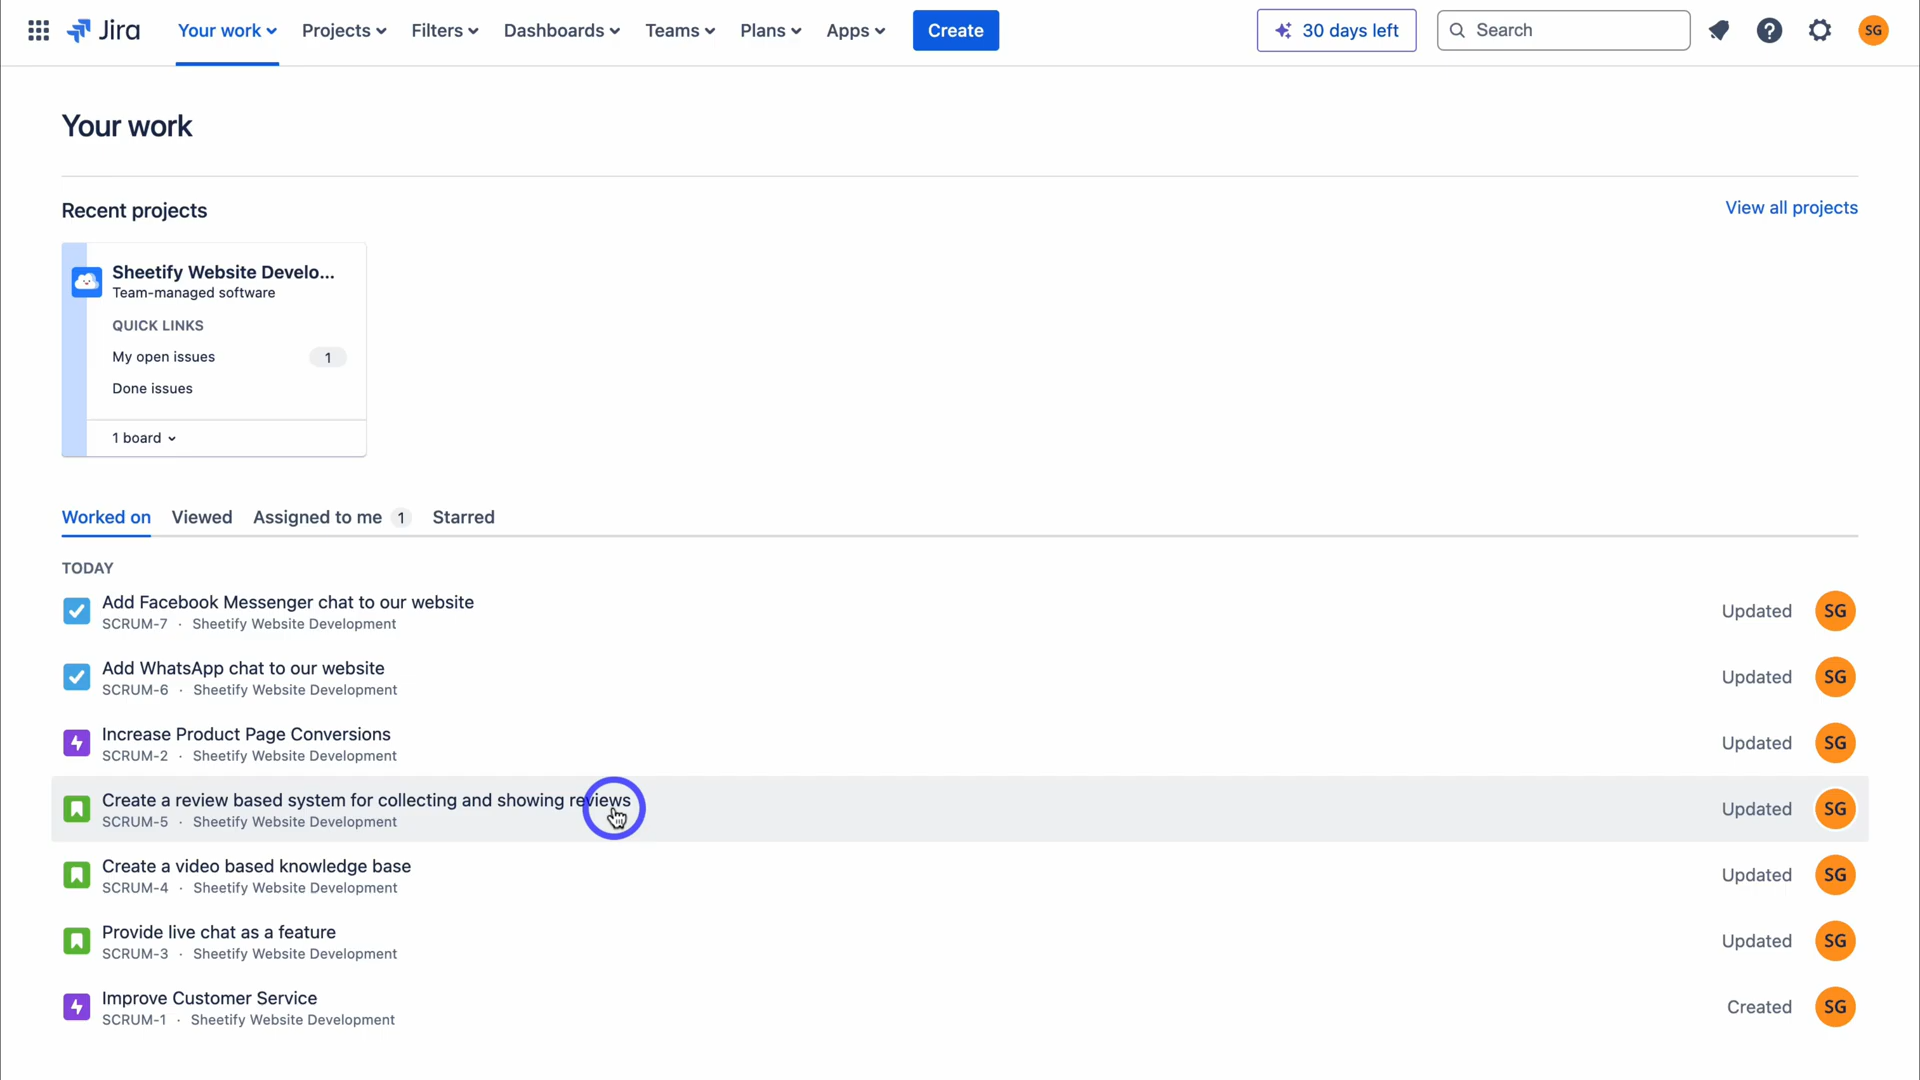 Jira
Your work
Projects
Filters
Dashboards
Teams
Plans
Apps
Create
30 days left
Search
SG
Your work
Recent projects
View all projects
Sheetify Website Develo...
Team-managed software
QUICK LINKS
My open issues 1
Done issues
1 board
Worked on
Viewed
Assigned to me 1
Starred
TODAY
Add Facebook Messenger chat to our website
SCRUM-7 · Sheetify Website Development
Updated SG
Add WhatsApp chat to our website
SCRUM-6 · Sheetify Website Development
Updated SG
Increase Product Page Conversions
SCRUM-2 · Sheetify Website Development
Updated SG
Create a review based system for collecting and showing reviews
SCRUM-5 · Sheetify Website Development
Updated SG
Create a video based knowledge base
SCRUM-4 · Sheetify Website Development
Updated SG
Provide live chat as a feature
SCRUM-3 · Sheetify Website Development
Updated SG
Improve Customer Service
SCRUM-1 · Sheetify Website Development
Created SG